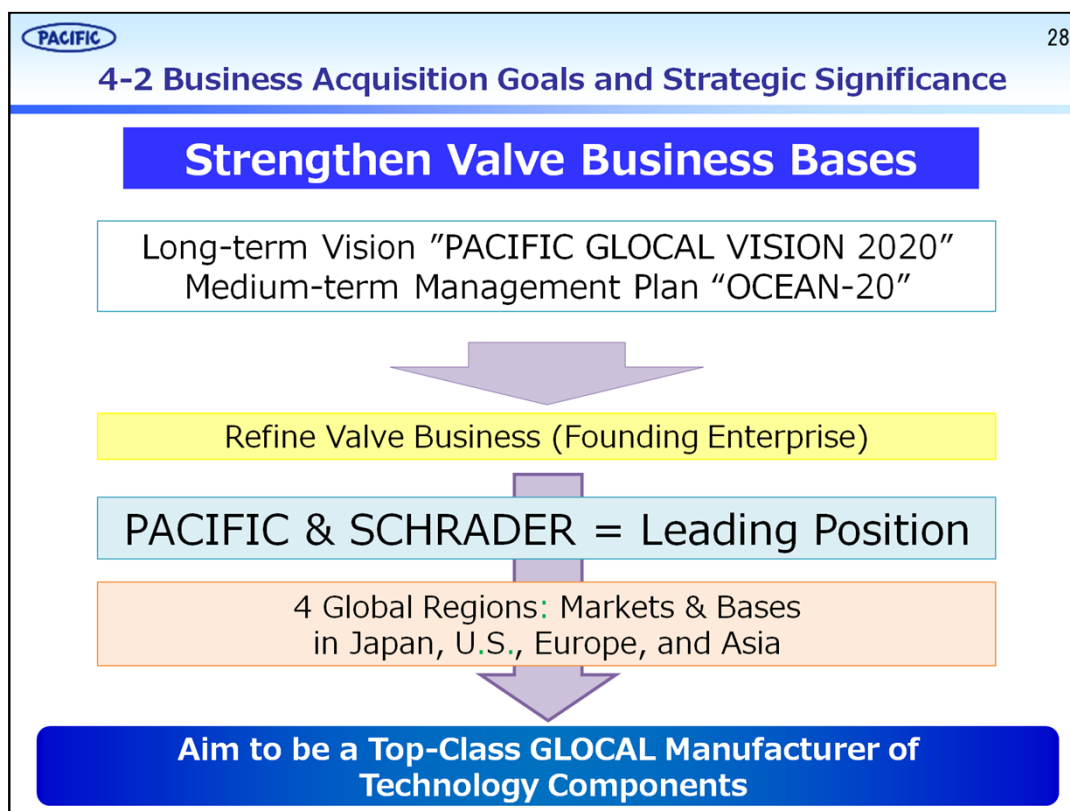 PACIFIC
28
4-2 Business Acquisition Goals and Strategic Significance
Strengthen Valve Business Bases
Long-term Vision ”PACIFIC GLOCAL VISION 2020”
Medium-term Management Plan “OCEAN-20”
Refine Valve Business (Founding Enterprise)
PACIFIC & SCHRADER = Leading Position
4 Global Regions: Markets & Bases
in Japan, U.S., Europe, and Asia
Aim to be a Top-Class GLOCAL Manufacturer of
Technology Components